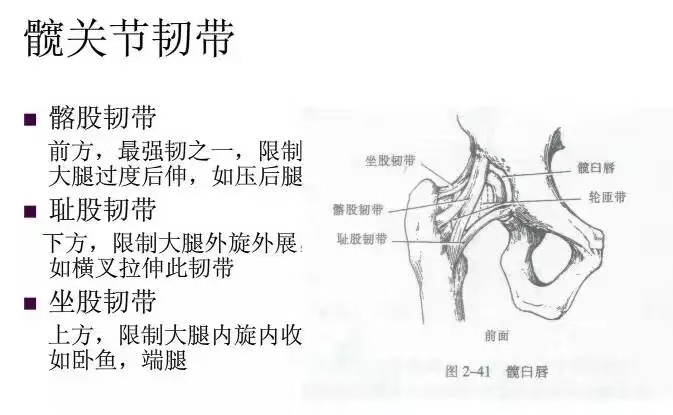 髋关节韧带
■ 髂股韧带
前方，最强韧之一，限制
大腿过度后伸，如压后腿
■ 耻股韧带
下方，限制大腿外旋外展，
如横叉拉伸此韧带
■ 坐股韧带
上方，限制大腿内旋内收
如卧鱼，端腿
坐股韧带
髂股韧带
耻股韧带
髋臼唇
轮匝带
前面
图 2-41 髋臼唇